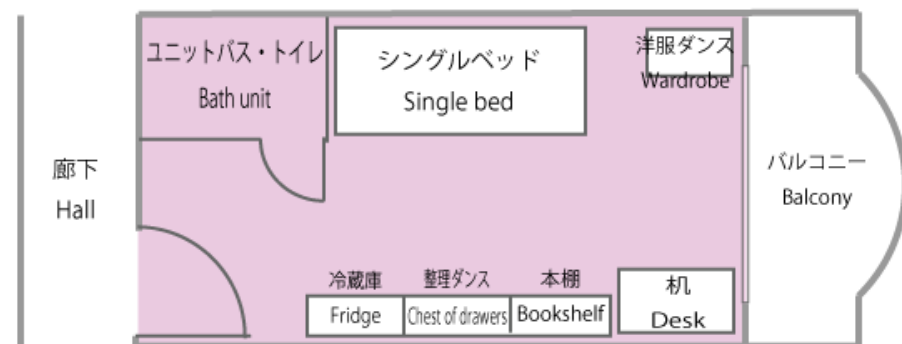 ユニットバス・トイレ
Bath unit
シングルベッド
Single bed
洋服ダンス
Wardrobe
廊下
Hall
バルコニー
Balcony
冷蔵庫
Fridge
整理ダンス
Chest of drawers
本棚
Bookshelf
机
Desk